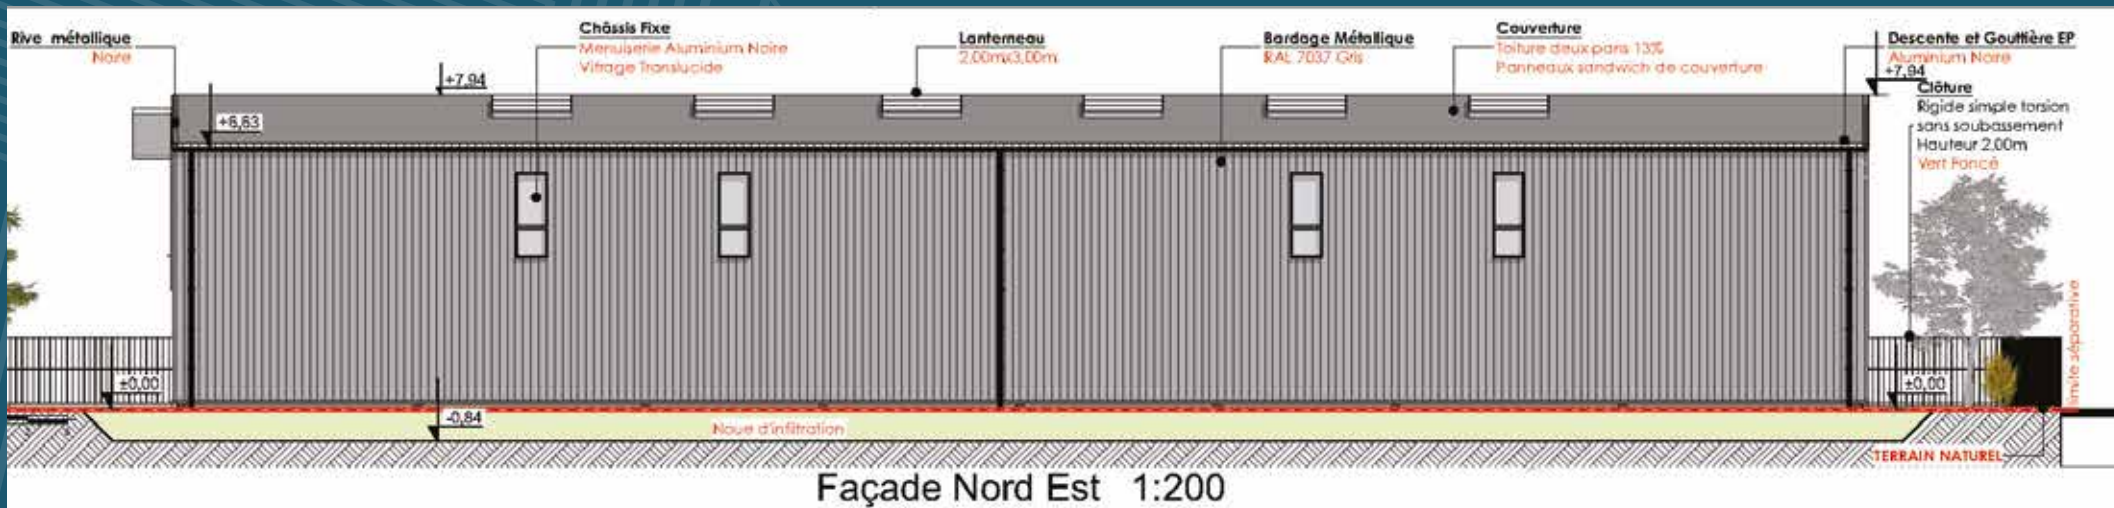 Rive métallique
Noire
Châssis Fixe
Menuiserie Aluminium Noire
Vitrage Translucide
Lanterneau
2,00mx3,00m
Bardage Métallique
RAL 7037 Gris
Couverture
Toiture deux pans 13%
Panneaux sandwich de couverture
Descente et Gouttière EP
Aluminium Noire
+7,94
+7,94
Clôture
Rigide simple torsion
sans soubassement
Hauteur 2,00m
Vert Foncé
+6,63
±0,00
±0,00
-0,84
Noue d'infiltration
limite séparative
TERRAIN NATUREL
Façade Nord Est 1:200